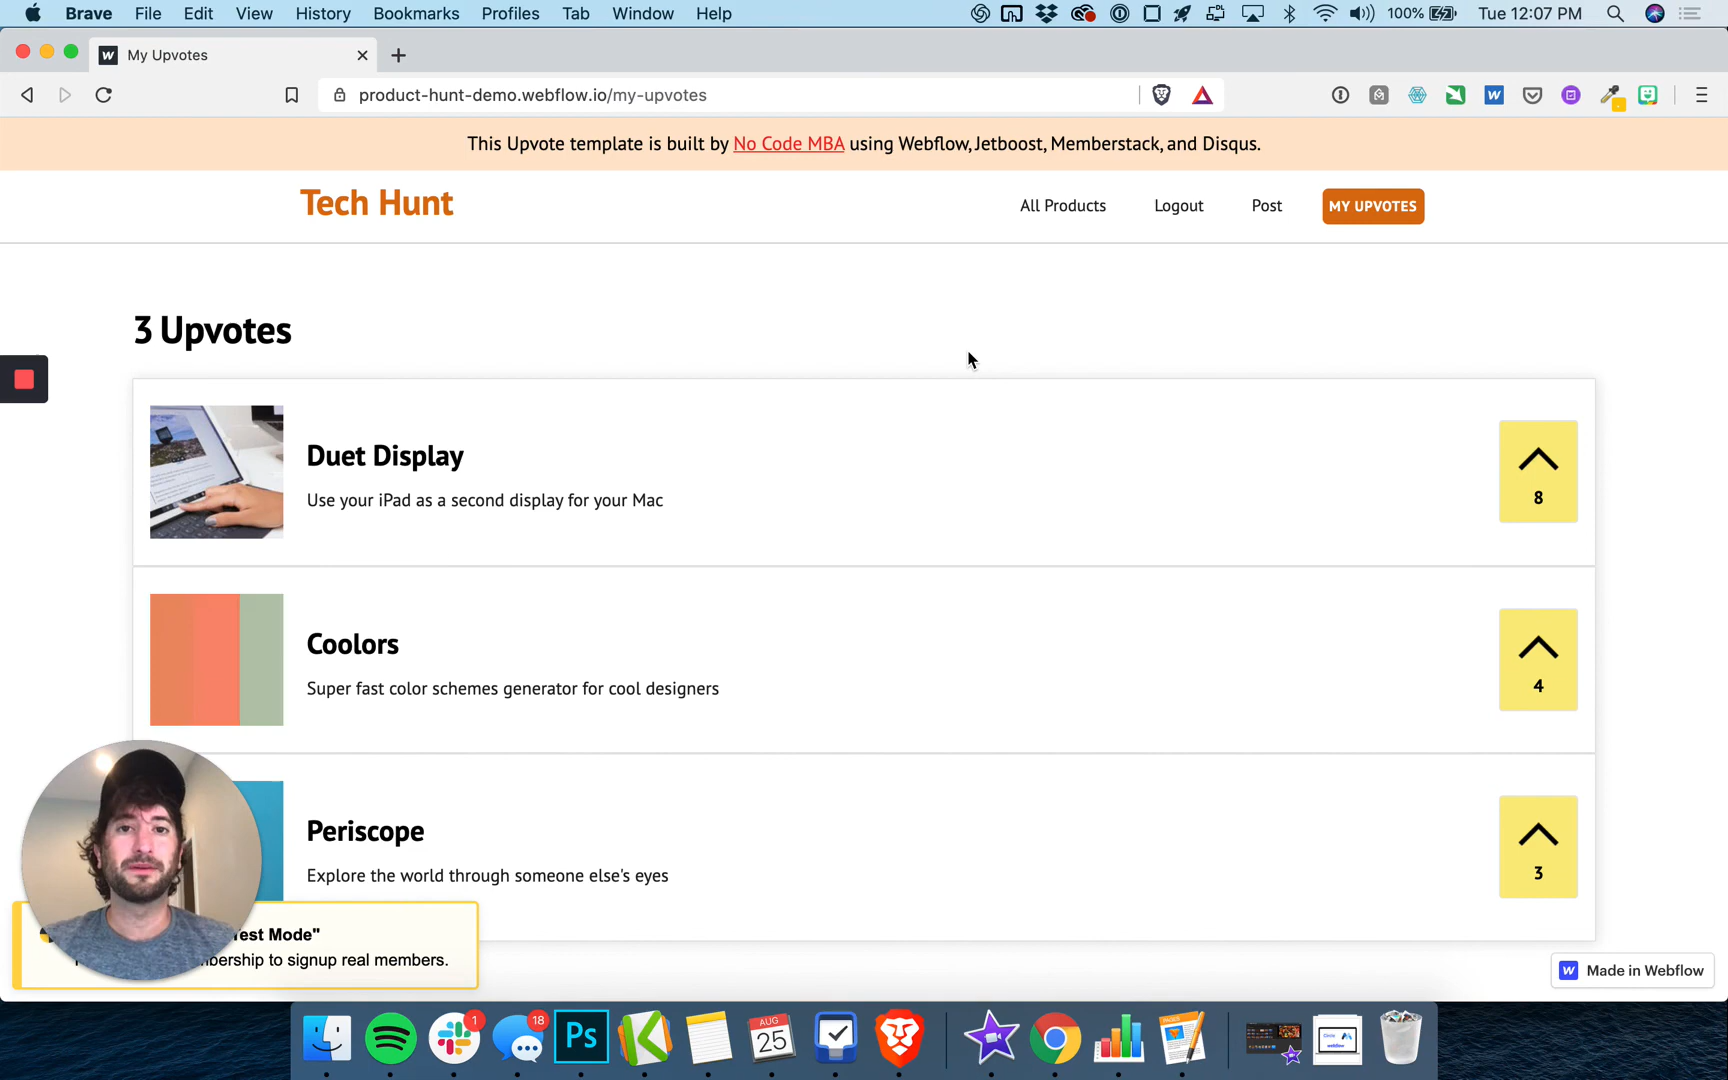 Brave File Edit View History Bookmarks Profiles Tab Window Help 100% Tue 12:07 PM
My Upvotes
product-hunt-demo.webflow.io/my-upvotes
This Upvote template is built by No Code MBA using Webflow, Jetboost, Memberstack, and Disqus.
Tech Hunt
All Products Logout Post MY UPVOTES
3 Upvotes
Duet Display
Use your iPad as a second display for your Mac
8
Coolors
Super fast color schemes generator for cool designers
4
Periscope
Explore the world through someone else's eyes
3
Mode"
to signup real members.
Made in Webflow
1
18
Ps
AUG
25
PAGES